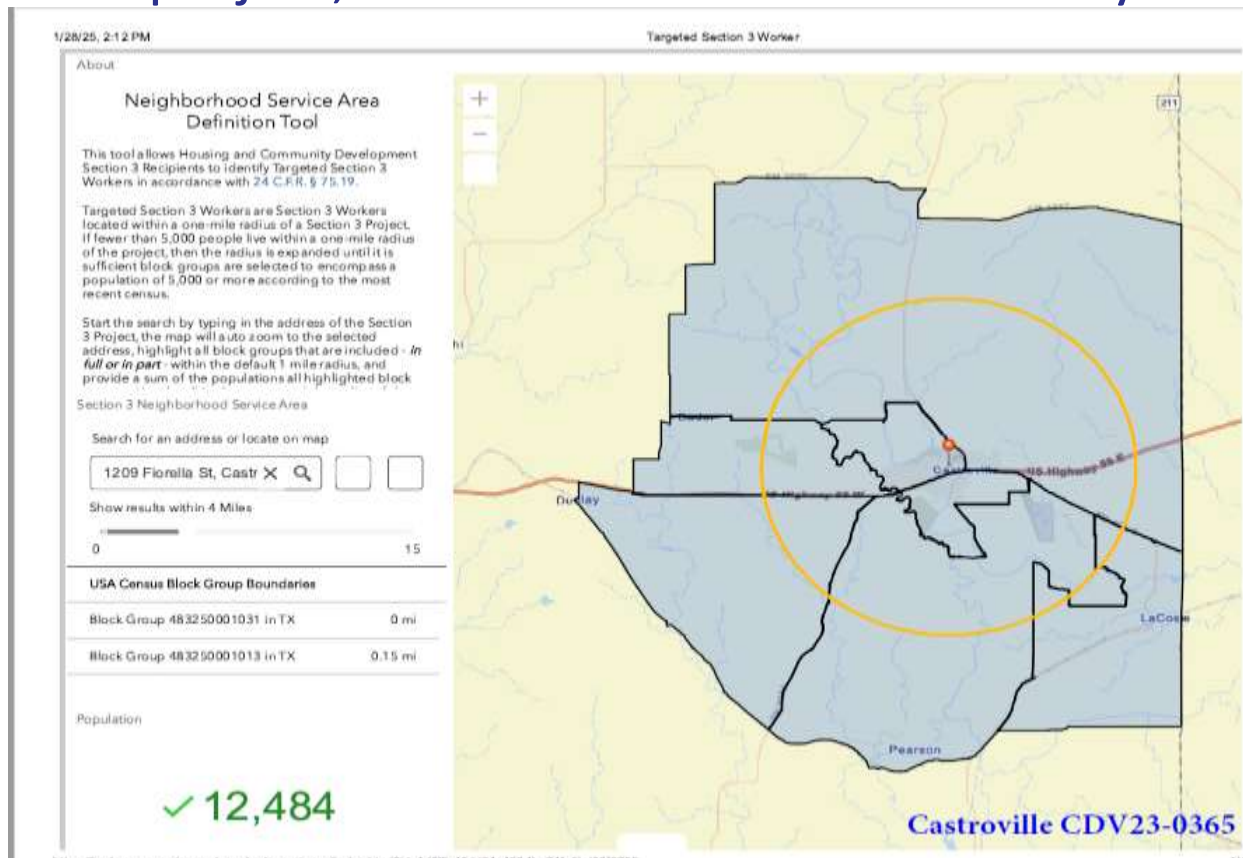 1/28/25, 2:12 PM
Targeted Section 3 Worker
About
Neighborhood Service Area
Definition Tool
This tool allows Housing and Community Development
Section 3 Recipients to identify Targeted Section 3
Workers in accordance with 24 C.F.R. § 75.19.
Targeted Section 3 Workers are Section 3 Workers
located within a one-mile radius of a Section 3 Project.
If fewer than 5,000 people live within a one-mile radius
of the project, then the radius is expanded until it is
sufficient block groups are selected to encompass a
population of 5,000 or more according to the most
recent census.
Start the search by typing in the address of the Section
3 Project, the map will auto zoom to the selected
address, highlight all block groups that are included - In
full or in part - within the default 1 mile radius, and
provide a sum of the populations all highlighted block
Section 3 Neighborhood Service Area
Search for an address or locate on map
1209 Fiorella St, Castr
Show results within 4 Miles
0
15
USA Census Block Group Boundaries
Block Group 483250001031 in TX
0 mi
Block Group 483250001013 in TX
0.15 mi
Population
12,484
211
Castroville
US Highway 90 E
US Highway 90 W
Dunlay
LaCoste
Pearson
Castroville CDV23-0365